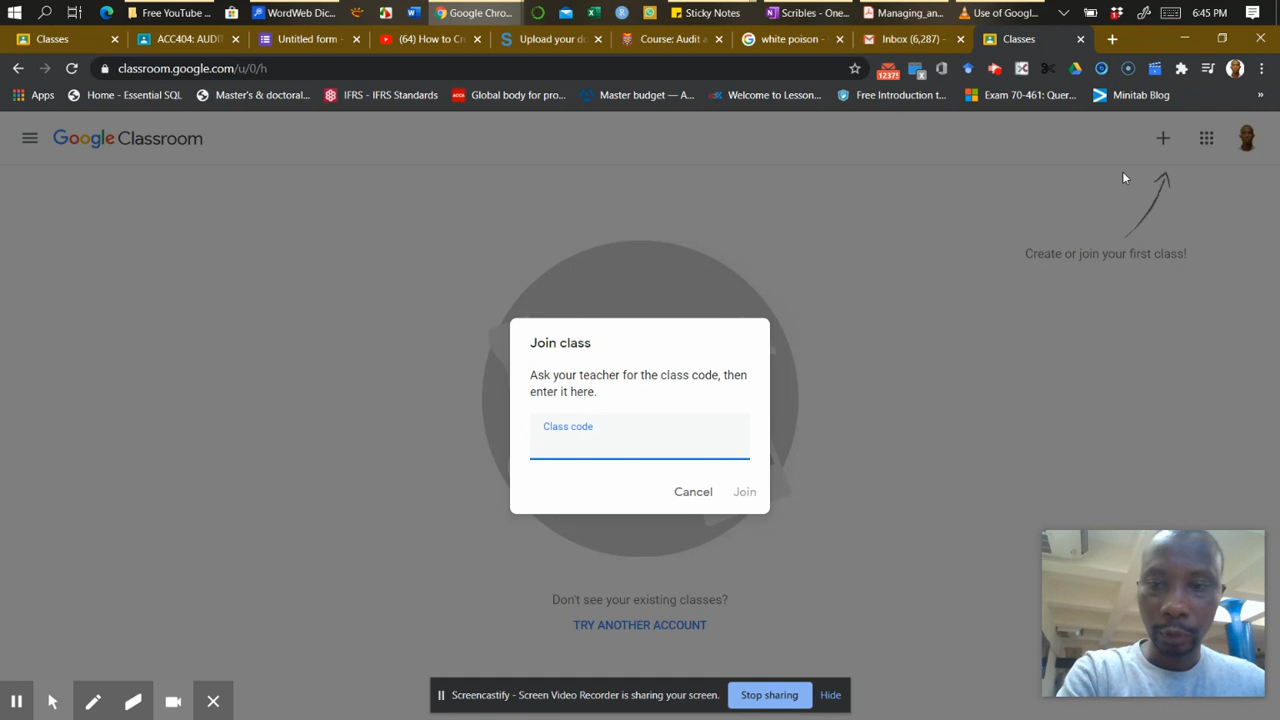 Free YouTube ...
WordWeb Dic...
Google Chro...
Sticky Notes
Scribles - One...
Managing_an...
Use of Googl...
6:45 PM
Classes
ACC404: AUDI
Untitled form -
(64) How to Cr
Upload your d
Course: Audit a
white poison -
Inbox (6,287) -
Classes
classroom.google.com/u/0/h
1237!
Apps
Home - Essential SQL
Master's & doctoral...
IFRS - IFRS Standards
Global body for pro...
Master budget — A...
Welcome to Lesson...
Free Introduction t...
Exam 70-461: Quer...
Minitab Blog
»
Google Classroom
Create or join your first class!
Join class
Ask your teacher for the class code, then
enter it here.
Class code
Cancel
Join
Don't see your existing classes?
TRY ANOTHER ACCOUNT
Screencastify - Screen Video Recorder is sharing your screen.
Stop sharing
Hide